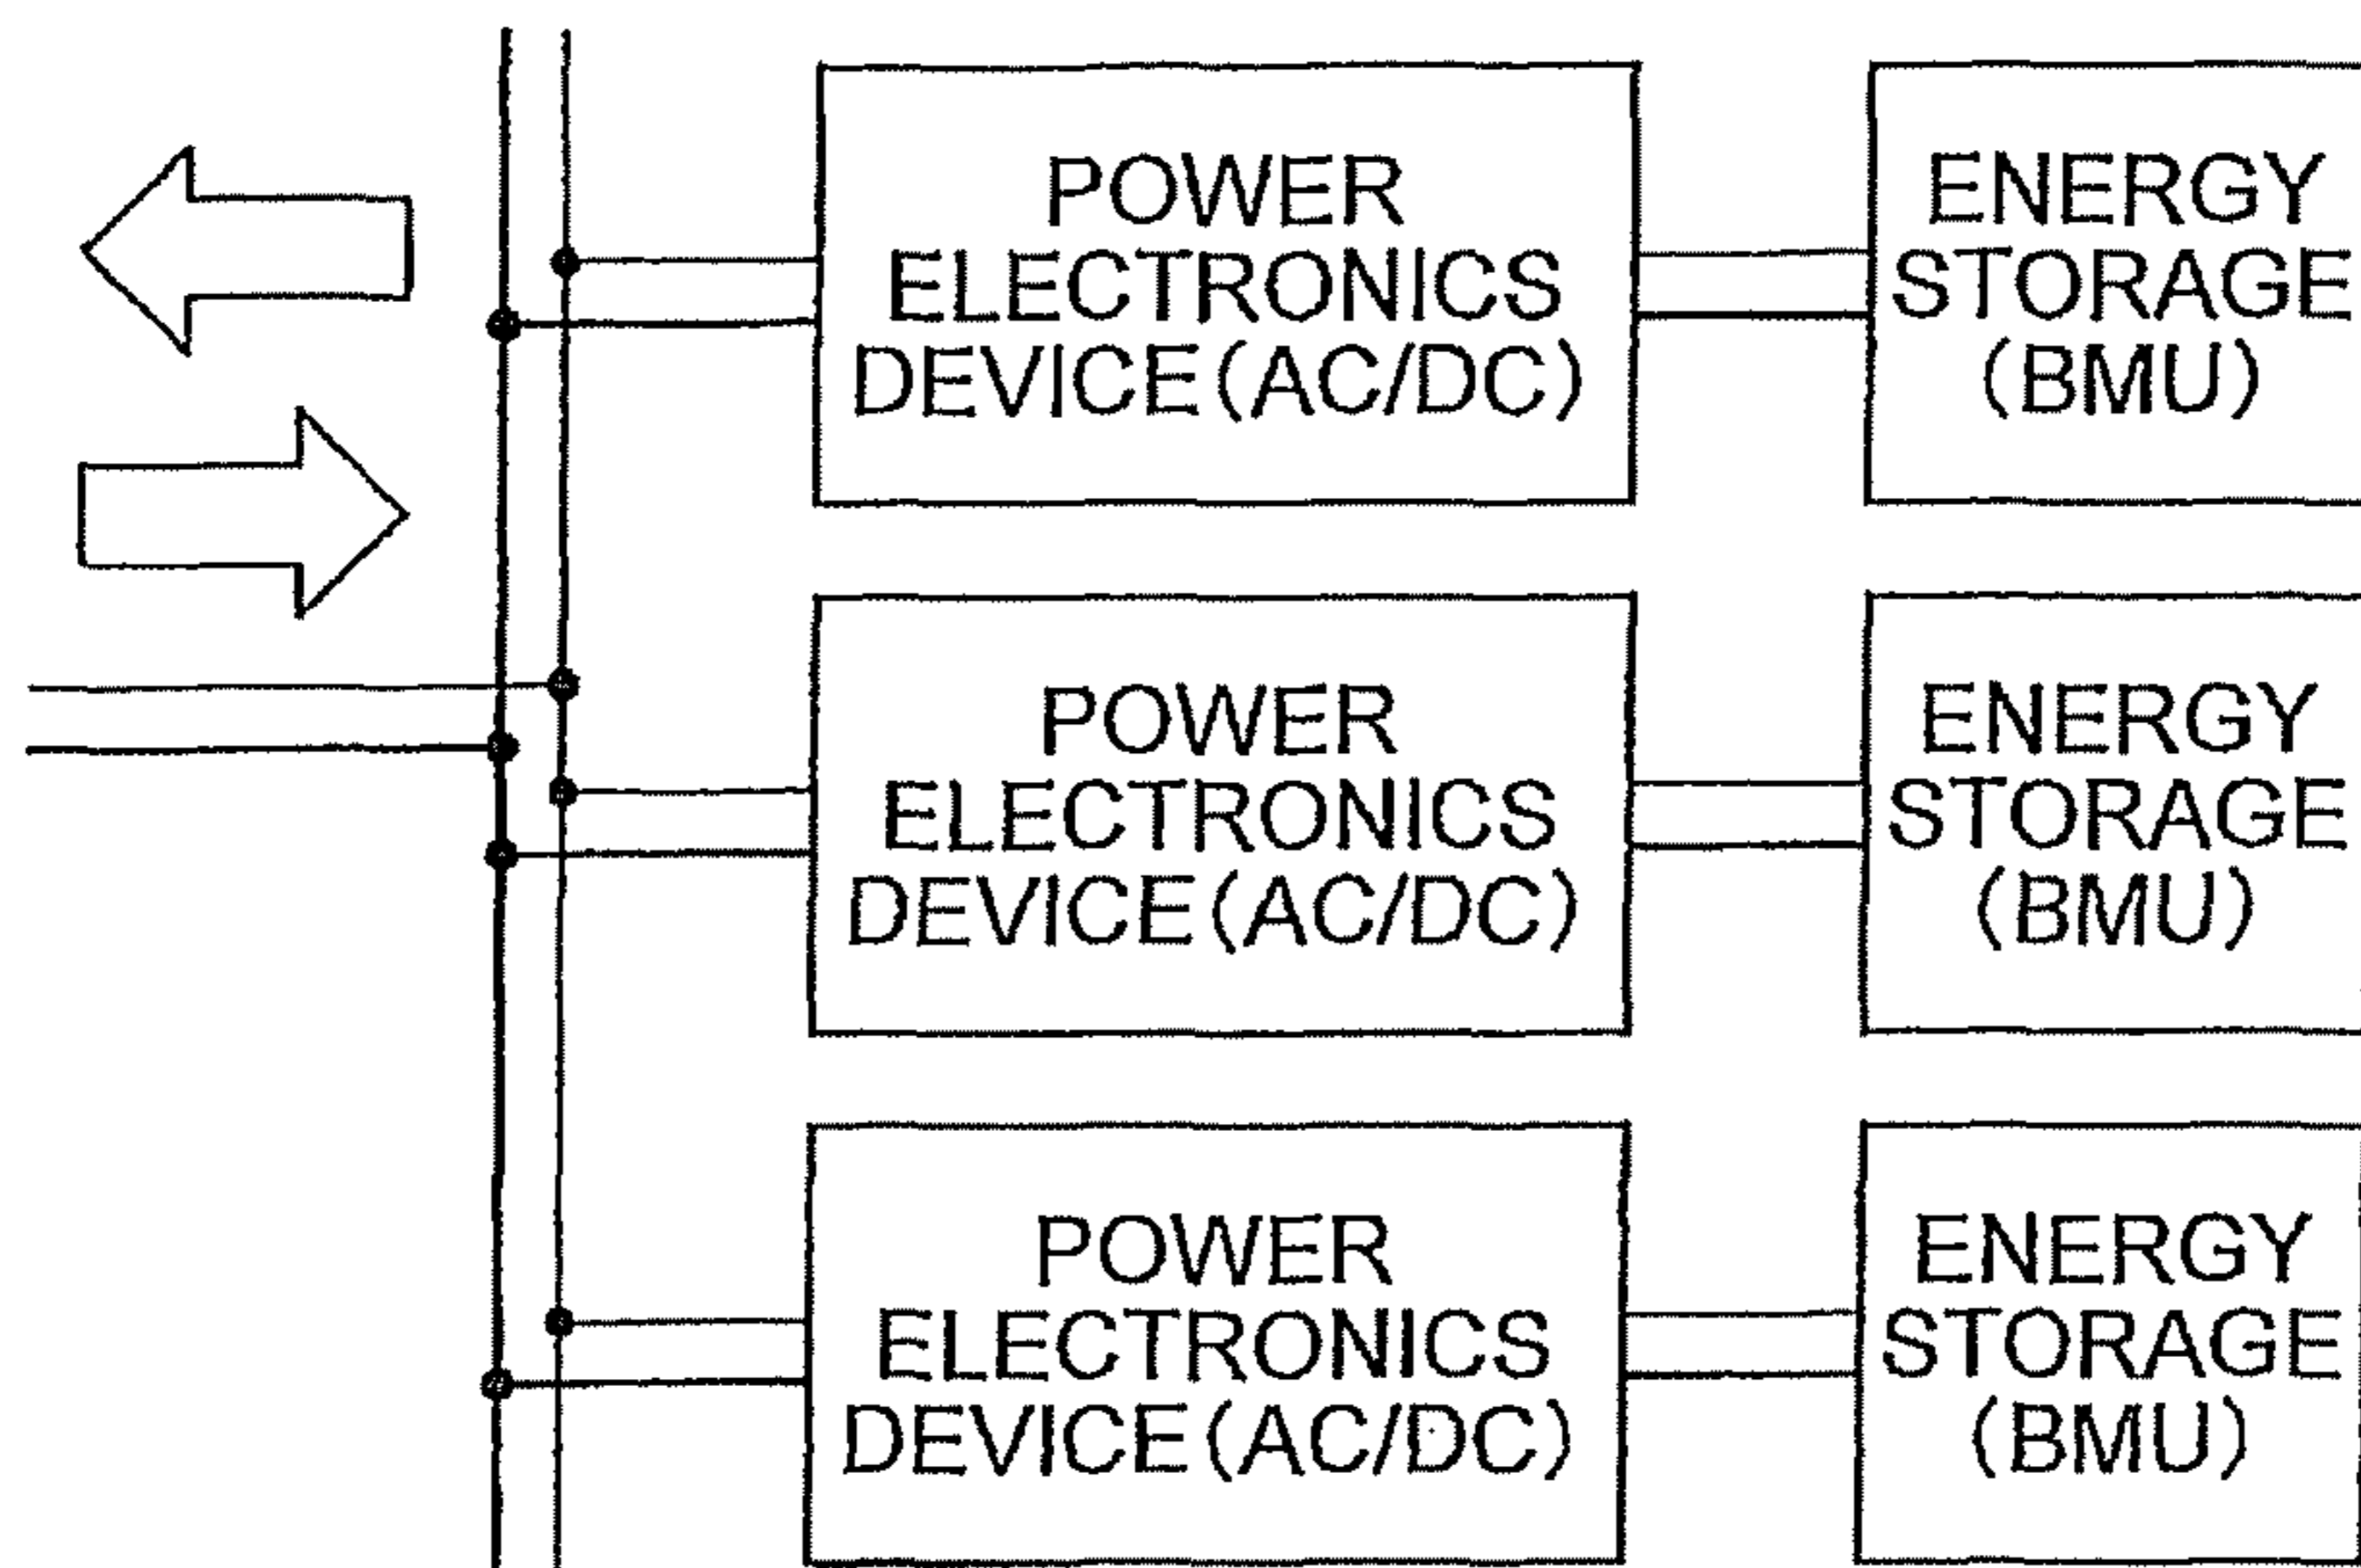 POWER
ELECTRONICS
DEVICE(AC/DC)
ENERGY
STORAGE
(BMU)
POWER
ELECTRONICS
DEVICE(AC/DC)
ENERGY
STORAGE
(BMU)
POWER
ELECTRONICS
DEVICE(AC/DC)
ENERGY
STORAGE
(BMU)